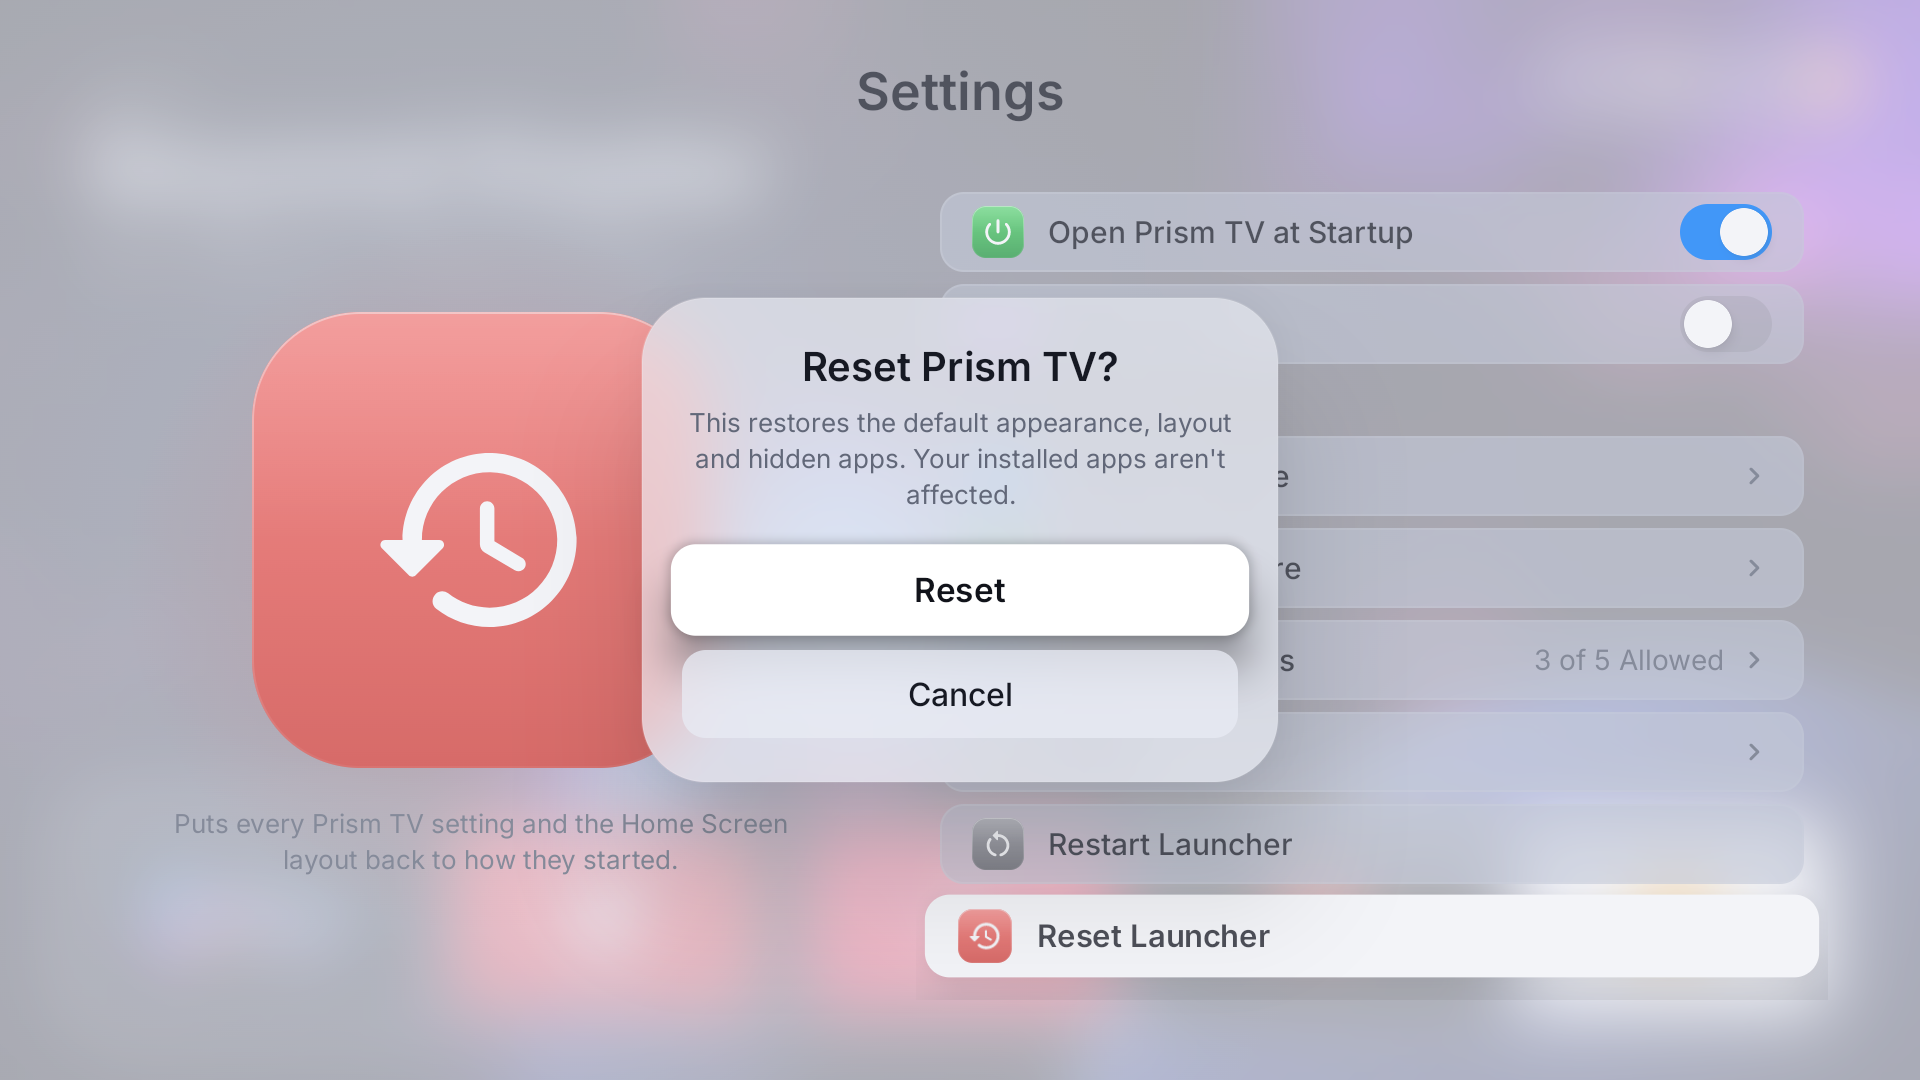 Settings
Open Prism TV at Startup
Reset Prism TV?
This restores the default appearance, layout
and hidden apps. Your installed apps aren't
affected.
Reset
Cancel
3 of 5 Allowed
Puts every Prism TV setting and the Home Screen
layout back to how they started.
Restart Launcher
Reset Launcher